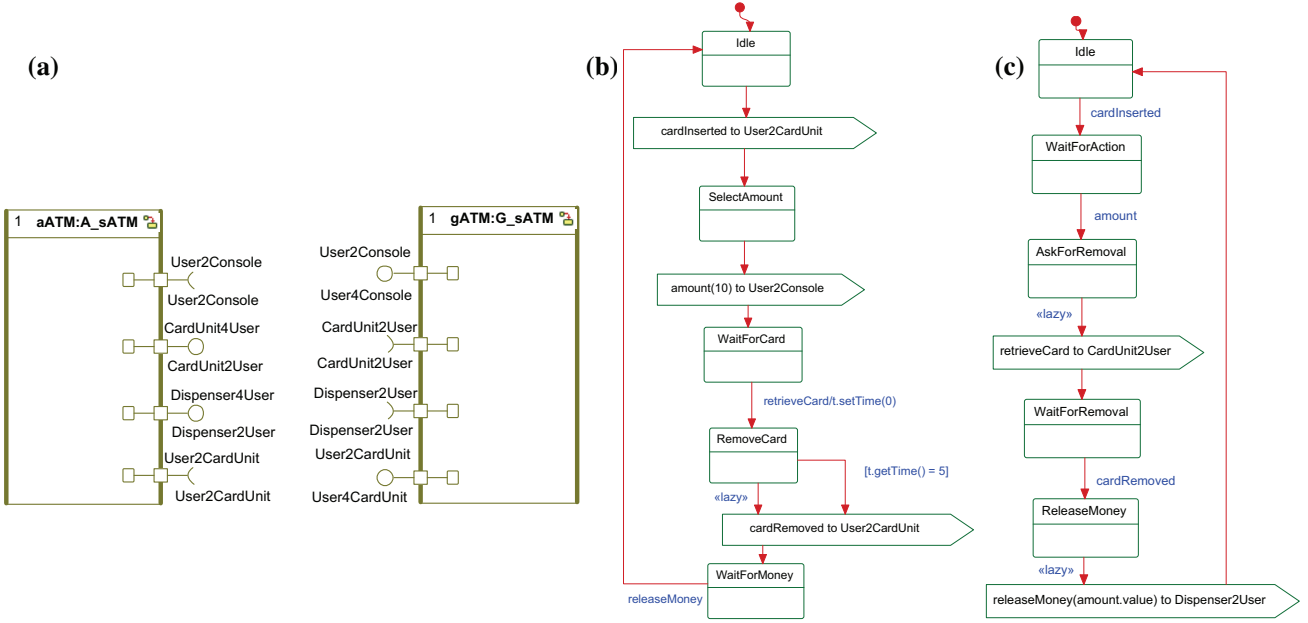 (a)
1 aATM:A_sATM
User2Console
User2Console
CardUnit4User
CardUnit2User
Dispenser4User
Dispenser2User
User2CardUnit
User2CardUnit
1 gATM:G_sATM
User2Console
User4Console
CardUnit2User
CardUnit2User
Dispenser2User
Dispenser2User
User2CardUnit
User4CardUnit
(b)
Idle
cardInserted to User2CardUnit
SelectAmount
amount(10) to User2Console
WaitForCard
retrieveCard/t.setTime(0)
RemoveCard
[t.getTime() = 5]
«lazy»
cardRemoved to User2CardUnit
WaitForMoney
releaseMoney
(c)
Idle
cardInserted
WaitForAction
amount
AskForRemoval
«lazy»
retrieveCard to CardUnit2User
WaitForRemoval
cardRemoved
ReleaseMoney
«lazy»
releaseMoney(amount.value) to Dispenser2User